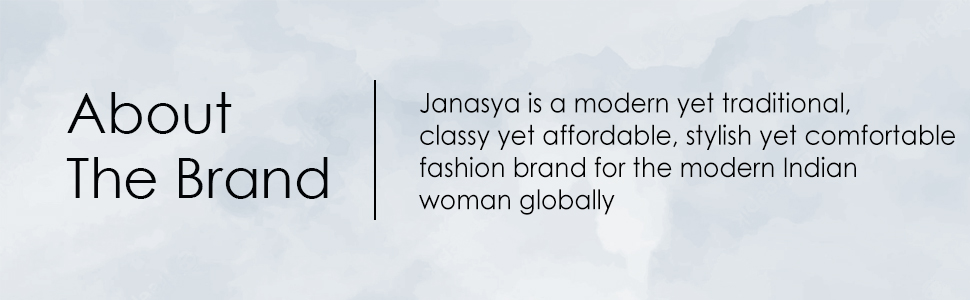 About
The Brand
Janasya is a modern yet traditional,
classy yet affordable, stylish yet comfortable
fashion brand for the modern Indian
woman globally